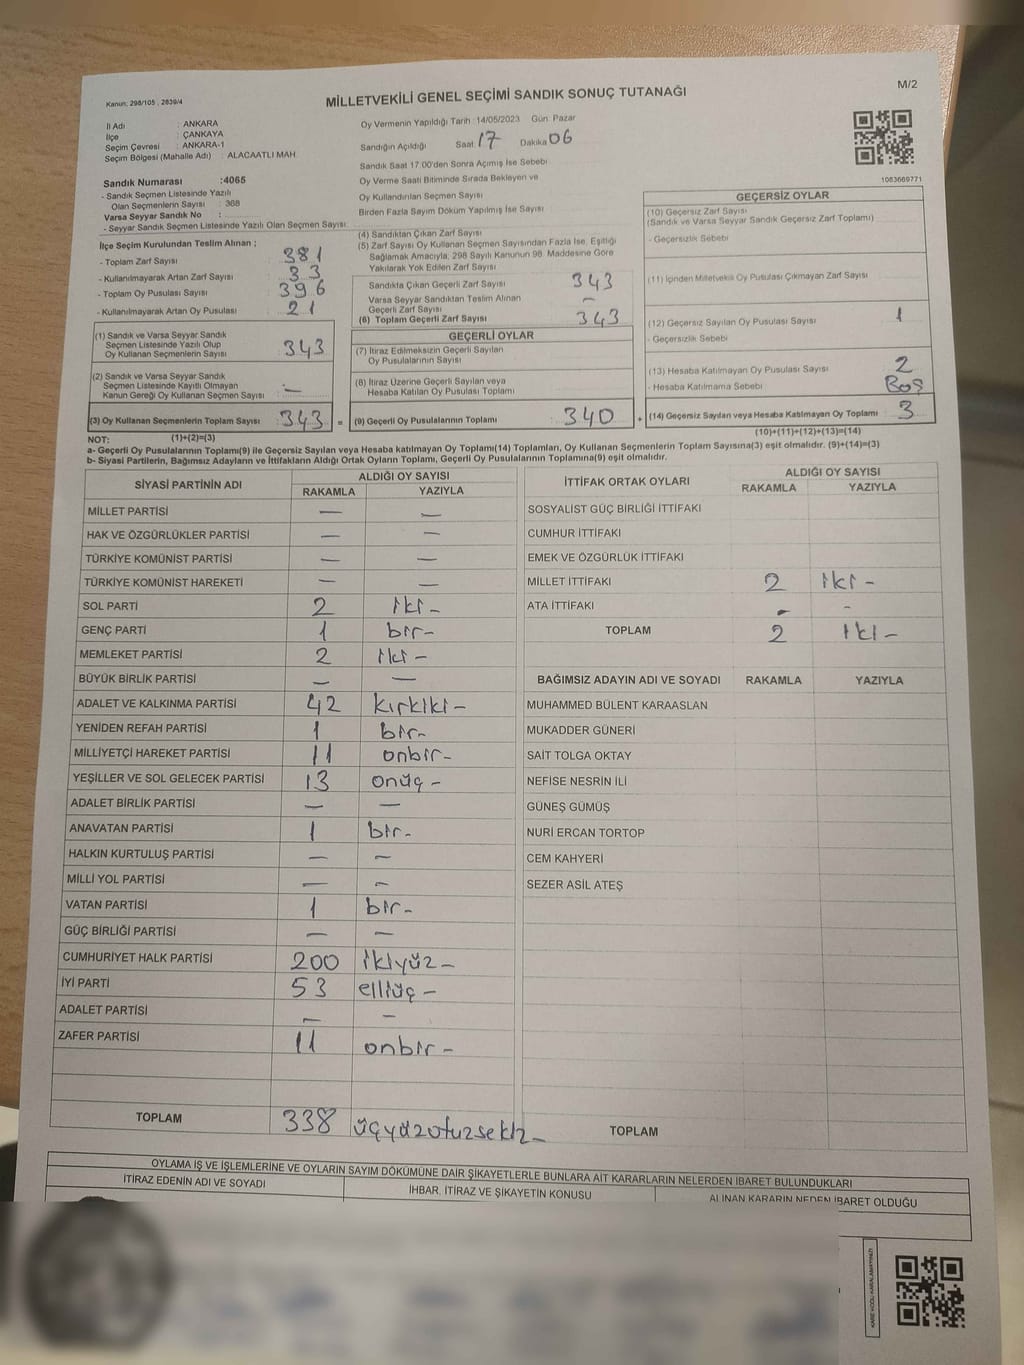 M/2
Kanun: 298/105 , 2839/4
MİLLETVEKİLİ GENEL SEÇİMİ SANDIK SONUÇ TUTANAĞI
İl Adı : ANKARA
İlçe : ÇANKAYA
Seçim Çevresi : ANKARA-1
Seçim Bölgesi (Mahalle Adı) : ALACAATLI MAH.
Sandık Numarası :4065
- Sandık Seçmen Listesinde Yazılı
Olan Seçmenlerin Sayısı : 368
Varsa Seyyar Sandık No :
- Seyyar Sandık Seçmen Listesinde Yazılı Olan Seçmen Sayısı:
Oy Vermenin Yapıldığı Tarih :14/05/2023 Gün: Pazar
Sandığın Açıldığı Saat: 17 Dakika: 06
Sandık Saat 17.00'den Sonra Açımış İse Sebebi
Oy Verme Saati Bitiminde Sırada Bekleyen ve
Oy Kullandırılan Seçmen Sayısı
Birden Fazla Sayım Döküm Yapılmış İse Sayısı
1083669771
İlçe Seçim Kurulundan Teslim Alınan ;
- Toplam Zarf Sayısı : 381
- Kullanılmayarak Artan Zarf Sayısı : 33
- Toplam Oy Pusulası Sayısı : 396
- Kullanılmayarak Artan Oy Pusulası : 21
(4) Sandıktan Çıkan Zarf Sayısı
(5) Zarf Sayısı Oy Kullanan Seçmen Sayısından Fazla İse, Eşitliği
Sağlamak Amacıyla; 298 Sayılı Kanunun 98. Maddesine Göre
Yakılarak Yok Edilen Zarf Sayısı
Sandıkta Çıkan Geçerli Zarf Sayısı 343
Varsa Seyyar Sandıktan Teslim Alınan
Geçerli Zarf Sayısı —
(6) Toplam Geçerli Zarf Sayısı 343
GEÇERSİZ OYLAR
(10) Geçersiz Zarf Sayısı
(Sandık ve Varsa Seyyar Sandık Geçersiz Zarf Toplamı)
- Geçersizlik Sebebi
(11) İçinden Milletvekili Oy Pusulası Çıkmayan Zarf Sayısı
(12) Geçersiz Sayılan Oy Pusulası Sayısı 1
- Geçersizlik Sebebi
(13) Hesaba Katılmayan Oy Pusulası Sayısı 2
- Hesaba Katılmama Sebebi Boş
(14) Geçersiz Sayılan veya Hesaba Katılmayan Oy Toplamı 3
(10)+(11)+(12)+(13)=(14)
(1) Sandık ve Varsa Seyyar Sandık
Seçmen Listesinde Yazılı Olup
Oy Kullanan Seçmenlerin Sayısı : 343
(2) Sandık ve Varsa Seyyar Sandık
Seçmen Listesinde Kayıtlı Olmayan
Kanun Gereği Oy Kullanan Seçmen Sayısı : —
(3) Oy Kullanan Seçmenlerin Toplam Sayısı : 343 =
(1)+(2)=(3)
GEÇERLİ OYLAR
(7) İtiraz Edilmeksizin Geçerli Sayılan
Oy Pusulalarının Sayısı
(8) İtiraz Üzerine Geçerli Sayılan veya
Hesaba Katılan Oy Pusulası Toplamı
(9) Geçerli Oy Pusulalarının Toplamı 340 +
NOT:
a- Geçerli Oy Pusulalarının Toplamı(9) ile Geçersiz Sayılan veya Hesaba katılmayan Oy Toplamı(14) Toplamları, Oy Kullanan Seçmenlerin Toplam Sayısına(3) eşit olmalıdır. (9)+(14)=(3)
b- Siyasi Partilerin, Bağımsız Adayların ve İttifakların Aldığı Ortak Oyların Toplamı, Geçerli Oy Pusulalarının Toplamına(9) eşit olmalıdır.
SİYASİ PARTİNİN ADI ALDIĞI OY SAYISI
RAKAMLA YAZIYLA
MİLLET PARTİSİ — —
HAK VE ÖZGÜRLÜKLER PARTİSİ — —
TÜRKİYE KOMÜNİST PARTİSİ — —
TÜRKİYE KOMÜNİST HAREKETİ — —
SOL PARTİ 2 iki-
GENÇ PARTİ 1 bir-
MEMLEKET PARTİSİ 2 iki-
BÜYÜK BİRLİK PARTİSİ — —
ADALET VE KALKINMA PARTİSİ 42 kırkiki-
YENİDEN REFAH PARTİSİ 1 bir-
MİLLİYETÇİ HAREKET PARTİSİ 11 onbir-
YEŞİLLER VE SOL GELECEK PARTİSİ 13 onüç-
ADALET BİRLİK PARTİSİ — —
ANAVATAN PARTİSİ 1 bir-
HALKIN KURTULUŞ PARTİSİ — —
MİLLİ YOL PARTİSİ — —
VATAN PARTİSİ 1 bir-
GÜÇ BİRLİĞİ PARTİSİ — —
CUMHURİYET HALK PARTİSİ 200 ikiyüz-
İYİ PARTİ 53 elliüç-
ADALET PARTİSİ — —
ZAFER PARTİSİ 11 onbir-
TOPLAM 338 üçyüzotuzsekiz-
İTTİFAK ORTAK OYLARI ALDIĞI OY SAYISI
RAKAMLA YAZIYLA
SOSYALIST GÜÇ BİRLİĞİ İTTİFAKI
CUMHUR İTTİFAKI
EMEK VE ÖZGÜRLÜK İTTİFAKI
MİLLET İTTİFAKI 2 iki-
ATA İTTİFAKI - -
TOPLAM 2 iki-
BAĞIMSIZ ADAYIN ADI VE SOYADI RAKAMLA YAZIYLA
MUHAMMED BÜLENT KARAASLAN
MUKADDER GÜNERİ
SAİT TOLGA OKTAY
NEFİSE NESRİN İLİ
GÜNEŞ GÜMÜŞ
NURİ ERCAN TORTOP
CEM KAHYERİ
SEZER ASİL ATEŞ
TOPLAM
OYLAMA İŞ VE İŞLEMLERİNE VE OYLARIN SAYIM DÖKÜMÜNE DAİR ŞİKAYETLERLE BUNLARA AİT KARARLARIN NELERDEN İBARET BULUNDUKLARI
İTİRAZ EDENİN ADI VE SOYADI İHBAR, İTİRAZ VE ŞİKAYETİN KONUSU ALINAN KARARIN NEDEN İBARET OLDUĞU
KARE KODU KARALAMAYINIZ!